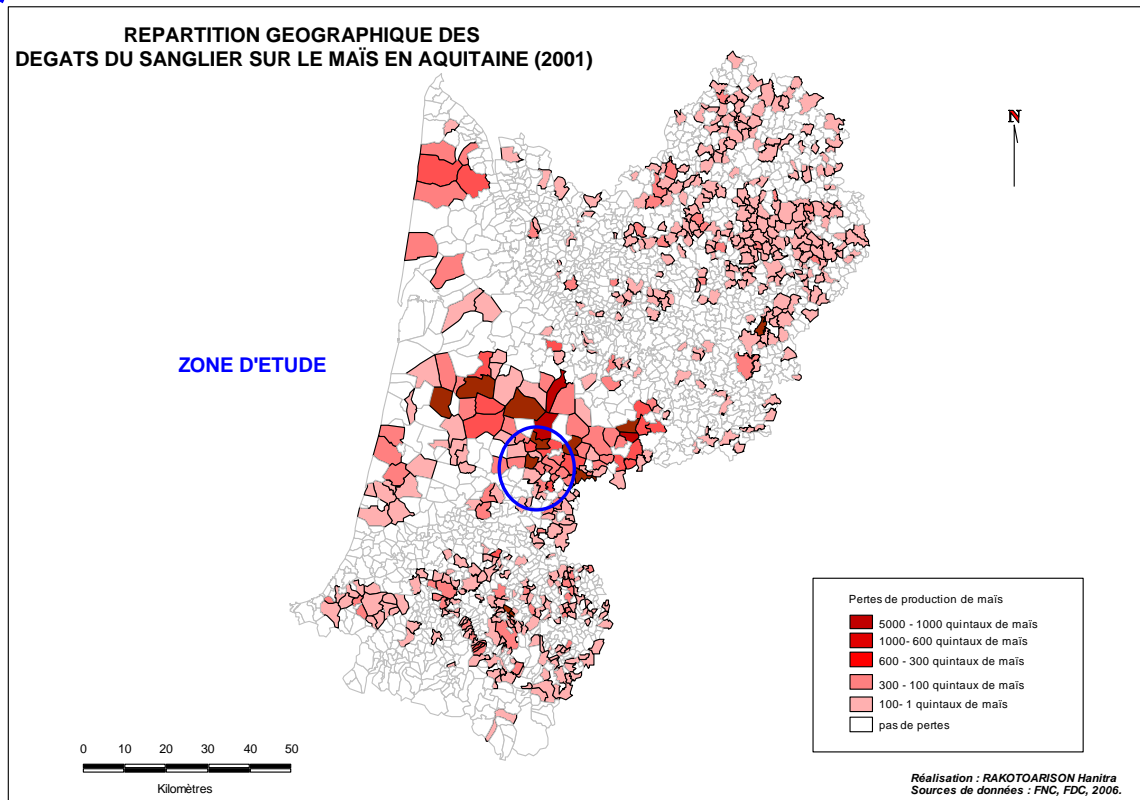 REPARTITION GEOGRAPHIQUE DES
DEGATS DU SANGLIER SUR LE MAÏS EN AQUITAINE (2001)
N
ZONE D'ETUDE
Pertes de production de maïs
5000 - 1000 quintaux de maïs
1000- 600 quintaux de maïs
600 - 300 quintaux de maïs
300 - 100 quintaux de maïs
100- 1 quintaux de maïs
pas de pertes
0 10 20 30 40 50
Kilomètres
Réalisation : RAKOTOARISON Hanitra
Sources de données : FNC, FDC, 2006.